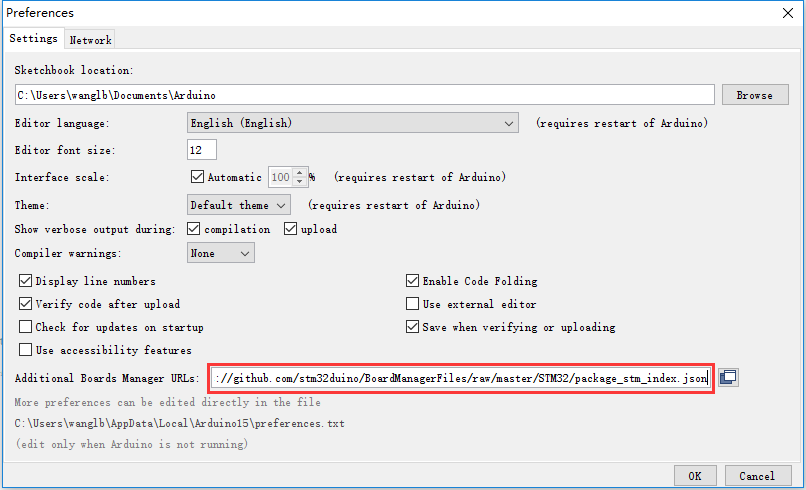 Preferences
Settings Network
Sketchbook location:
C:\Users\wanglb\Documents\Arduino Browse
Editor language: English (English) (requires restart of Arduino)
Editor font size: 12
Interface scale: Automatic 100 % (requires restart of Arduino)
Theme: Default theme (requires restart of Arduino)
Show verbose output during: compilation upload
Compiler warnings: None
Display line numbers Enable Code Folding
Verify code after upload Use external editor
Check for updates on startup Save when verifying or uploading
Use accessibility features
Additional Boards Manager URLs: ://github.com/stm32duino/BoardManagerFiles/raw/master/STM32/package_stm_index.json
More preferences can be edited directly in the file
C:\Users\wanglb\AppData\Local\Arduino15\preferences.txt
(edit only when Arduino is not running)
OK Cancel